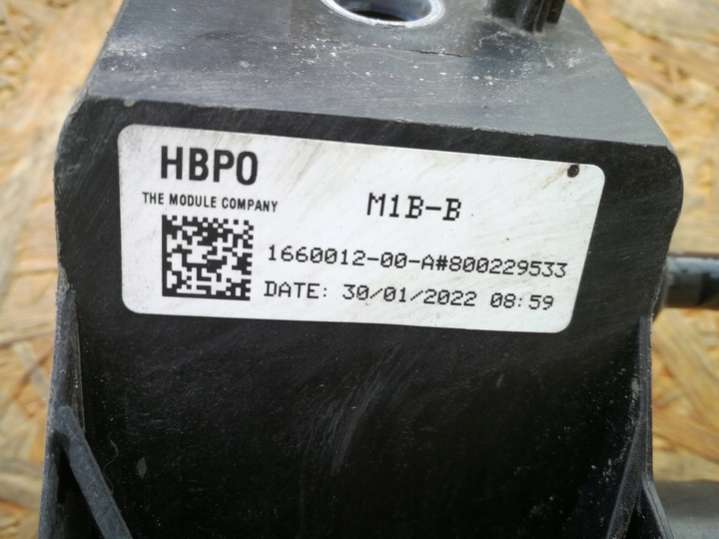 HBPO
THE MODULE COMPANY
M1B-B
1660012-00-A#800229533
DATE: 30/01/2022 08:59